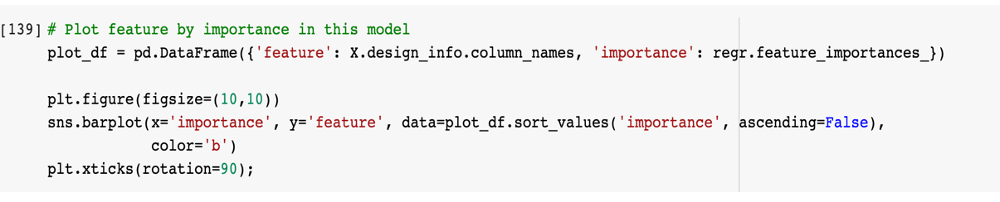 [139] # Plot feature by importance in this model
plot_df = pd.DataFrame({'feature': X.design_info.column_names, 'importance': regr.feature_importances_})
plt.figure(figsize=(10,10))
sns.barplot(x='importance', y='feature', data=plot_df.sort_values('importance', ascending=False),
color='b')
plt.xticks(rotation=90);